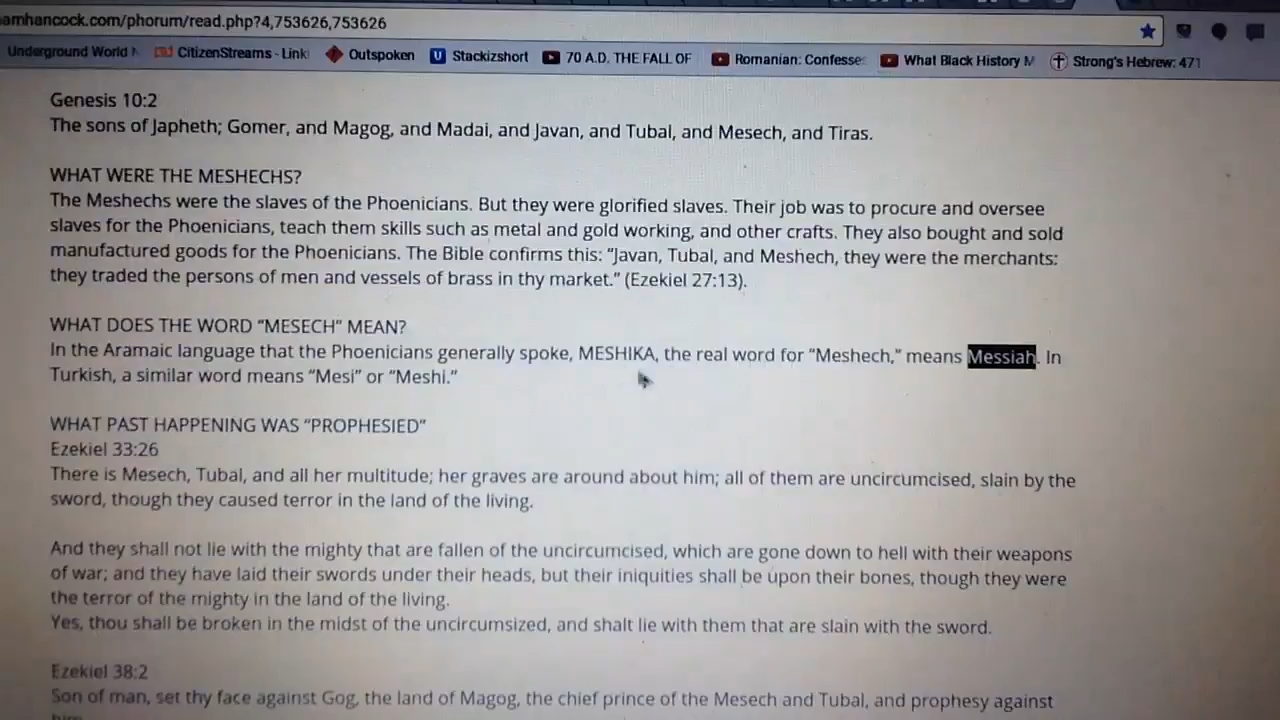 amhancock.com/phorum/read.php?4,753626,753626
Underground World CitizenStreams - Link Outspoken Stackizshort 70 A.D. THE FALL OF Romanian: Confesse What Black History M Strong's Hebrew: 471
Genesis 10:2
The sons of Japheth; Gomer, and Magog, and Madai, and Javan, and Tubal, and Mesech, and Tiras.
WHAT WERE THE MESHECHS?
The Meshechs were the slaves of the Phoenicians. But they were glorified slaves. Their job was to procure and oversee
slaves for the Phoenicians, teach them skills such as metal and gold working, and other crafts. They also bought and sold
manufactured goods for the Phoenicians. The Bible confirms this: “Javan, Tubal, and Meshech, they were the merchants:
they traded the persons of men and vessels of brass in thy market.” (Ezekiel 27:13).
WHAT DOES THE WORD “MESECH” MEAN?
In the Aramaic language that the Phoenicians generally spoke, MESHIKA, the real word for “Meshech,” means Messiah. In
Turkish, a similar word means “Mesi” or “Meshi.”
WHAT PAST HAPPENING WAS “PROPHESIED”
Ezekiel 33:26
There is Mesech, Tubal, and all her multitude; her graves are around about him; all of them are uncircumcised, slain by the
sword, though they caused terror in the land of the living.
And they shall not lie with the mighty that are fallen of the uncircumcised, which are gone down to hell with their weapons
of war; and they have laid their swords under their heads, but their iniquities shall be upon their bones, though they were
the terror of the mighty in the land of the living.
Yes, thou shall be broken in the midst of the uncircumsized, and shalt lie with them that are slain with the sword.
Ezekiel 38:2
Son of man, set thy face against Gog, the land of Magog, the chief prince of the Mesech and Tubal, and prophesy against